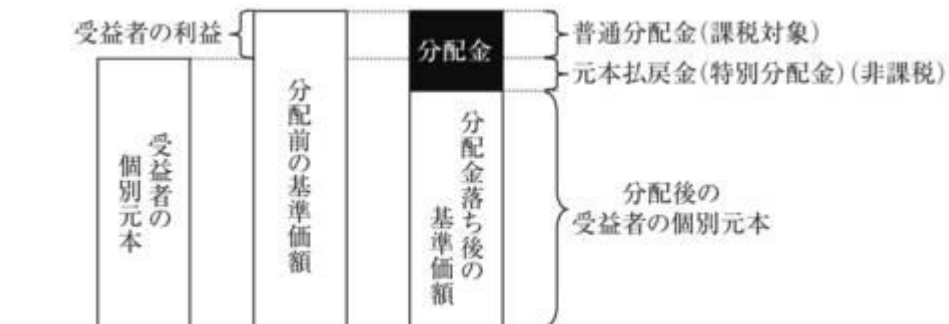 受益者の利益
分配金
普通分配金(課税対象)
元本払戻金(特別分配金)(非課税)
受益者の
個別元本
分配前の基準価額
分配金落ち後の
基準価額
分配後の
受益者の個別元本